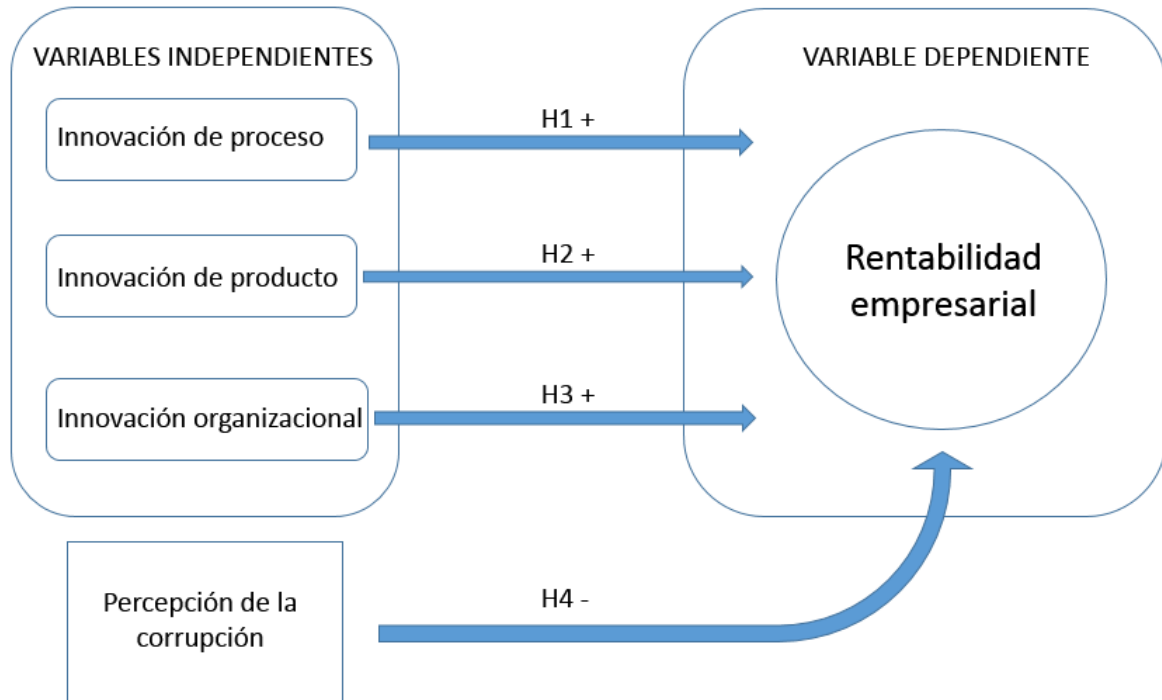 VARIABLES INDEPENDIENTES
Innovación de proceso
Innovación de producto
Innovación organizacional
Percepción de la
corrupción
H1 +
H2 +
H3 +
H4 -
VARIABLE DEPENDIENTE
Rentabilidad
empresarial